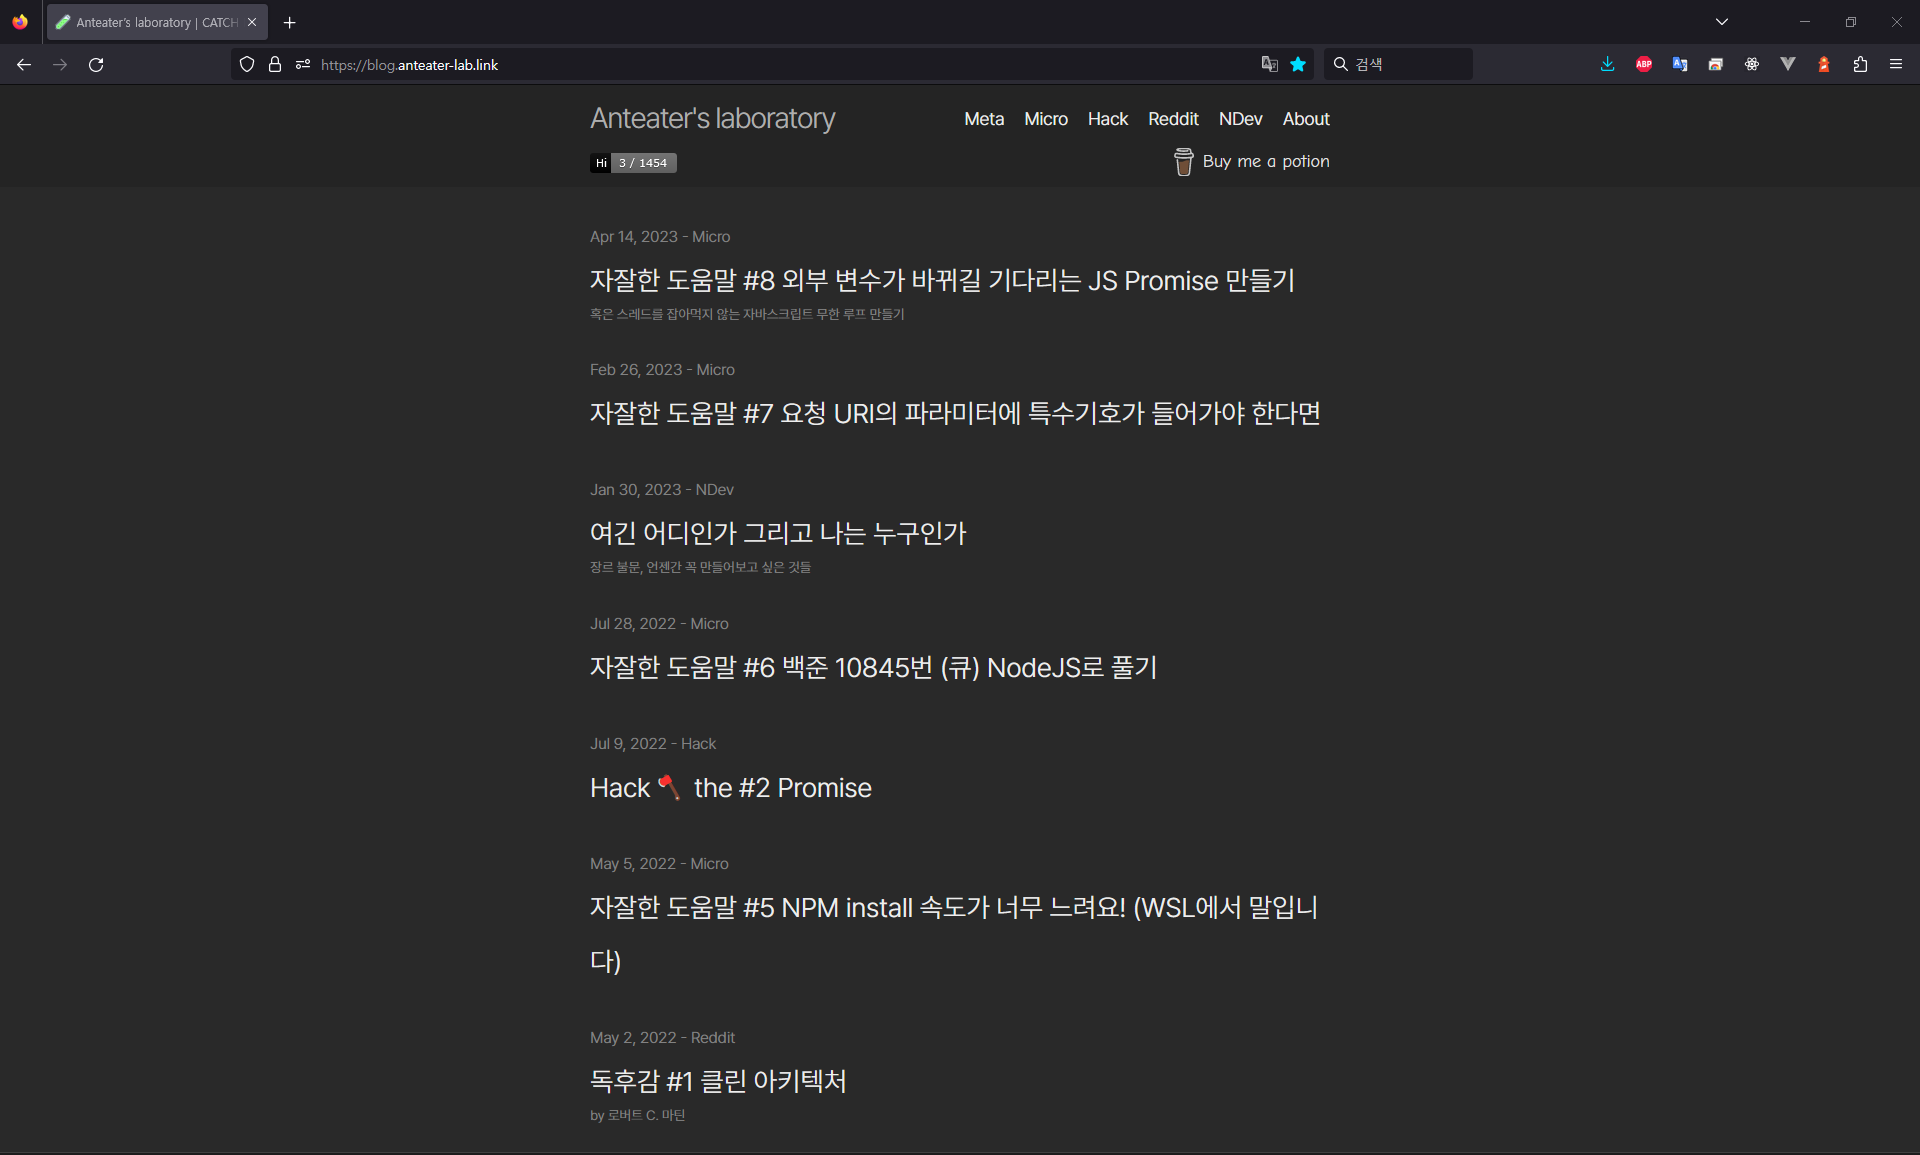 Anteater's laboratory | CATCH
https://blog.anteater-lab.link
검색
ABP
Anteater's laboratory
Meta Micro Hack Reddit NDev About
Hi 3 / 1454
Buy me a potion
Apr 14, 2023 - Micro
자잘한 도움말 #8 외부 변수가 바뀌길 기다리는 JS Promise 만들기
혹은 스레드를 잡아먹지 않는 자바스크립트 무한 루프 만들기
Feb 26, 2023 - Micro
자잘한 도움말 #7 요청 URI의 파라미터에 특수기호가 들어가야 한다면
Jan 30, 2023 - NDev
여긴 어디인가 그리고 나는 누구인가
장르 불문, 언젠간 꼭 만들어보고 싶은 것들
Jul 28, 2022 - Micro
자잘한 도움말 #6 백준 10845번 (큐) NodeJS로 풀기
Jul 9, 2022 - Hack
Hack🪓 the #2 Promise
May 5, 2022 - Micro
자잘한 도움말 #5 NPM install 속도가 너무 느려요! (WSL에서 말입니
다)
May 2, 2022 - Reddit
독후감 #1 클린 아키텍처
by 로버트 C. 마틴